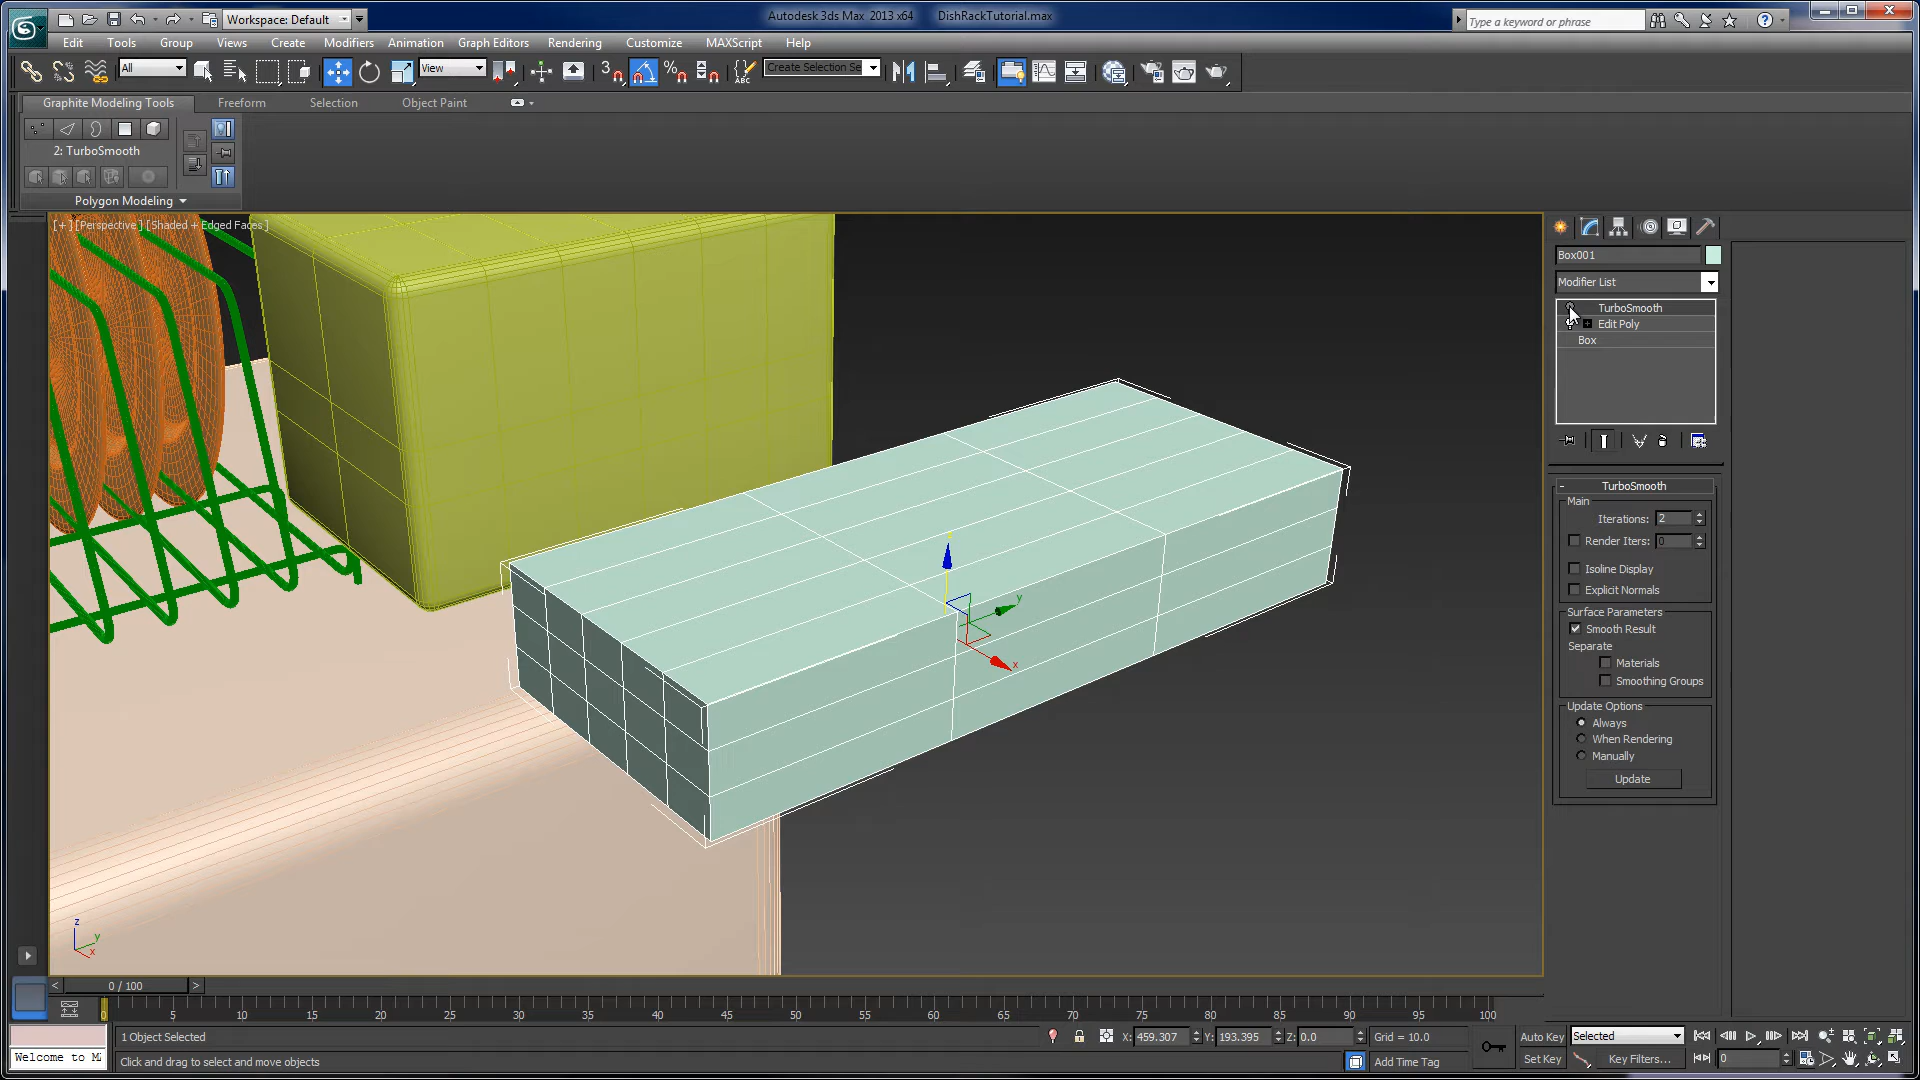 Workspace: Default
Autodesk 3ds Max 2013 x64 DishRackTutorial.max
Type a keyword or phrase
Edit Tools Group Views Create Modifiers Animation Graph Editors Rendering Customize MAXScript Help
All
View
3
ABC
Create Selection Se
Graphite Modeling Tools Freeform Selection Object Paint
2: TurboSmooth
Polygon Modeling
[+] [Perspective] [Shaded + Edged Faces]
Box001
Modifier List
TurboSmooth
Edit Poly
Box
TurboSmooth
Main
Iterations: 2
Render Iters: 0
Isoline Display
Explicit Normals
Surface Parameters
Smooth Result
Separate
Materials
Smoothing Groups
Update Options
Always
When Rendering
Manually
Update
y
x
z
y
x
< 0 / 100 >
0 5 10 15 20 25 30 35 40 45 50 55 60 65 70 75 80 85 90 95 100
1 Object Selected
X: 459.307 Y: 193.395 Z: 0.0 Grid = 10.0
Auto Key Selected
Welcome to MA
Click and drag to select and move objects
Add Time Tag
Set Key Key Filters... 0